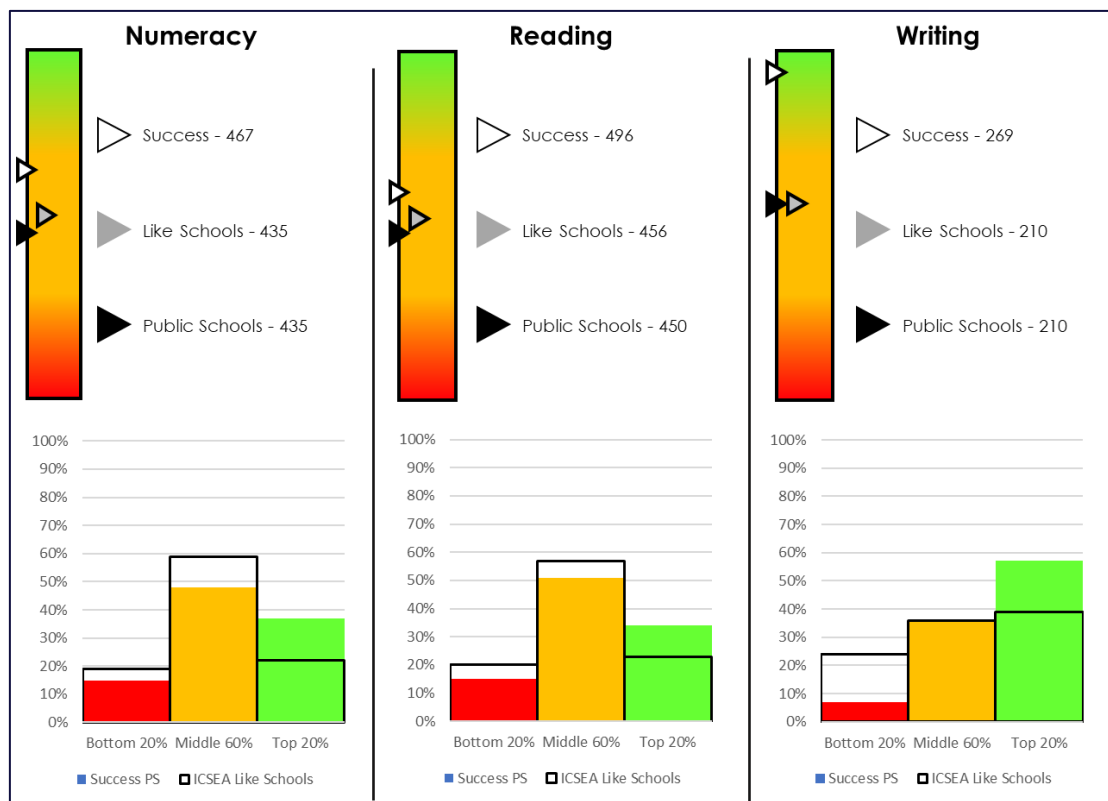 Numeracy
Success - 467
Like Schools - 435
Public Schools - 435
100%
90%
80%
70%
60%
50%
40%
30%
20%
10%
0%
Bottom 20% Middle 60% Top 20%
Success PS ICSEA Like Schools
Reading
Success - 496
Like Schools - 456
Public Schools - 450
100%
90%
80%
70%
60%
50%
40%
30%
20%
10%
0%
Bottom 20% Middle 60% Top 20%
Success PS ICSEA Like Schools
Writing
Success - 269
Like Schools - 210
Public Schools - 210
100%
90%
80%
70%
60%
50%
40%
30%
20%
10%
0%
Bottom 20% Middle 60% Top 20%
Success PS ICSEA Like Schools